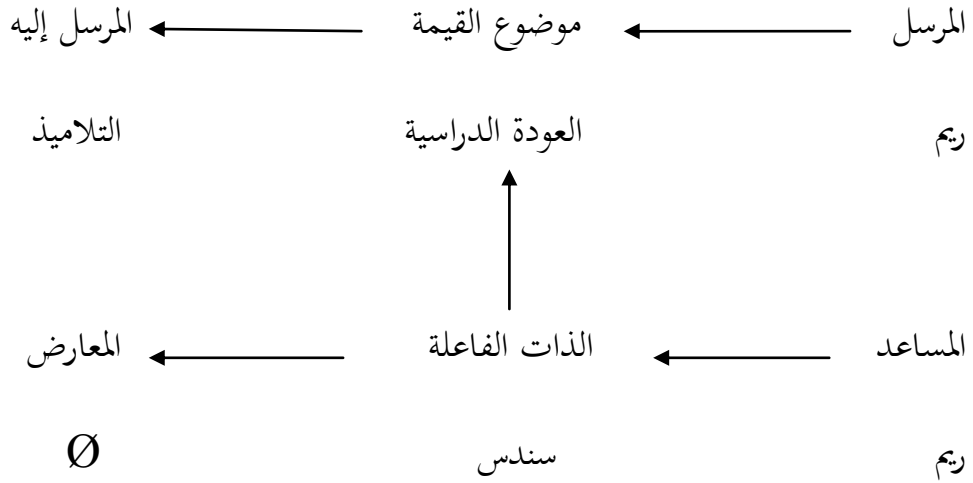 المرسل موضوع القيمة المرسل إليه
ريم العودة الدراسية التلاميذ
المساعد الذات الفاعلة المعارض
ريم سندس Ø